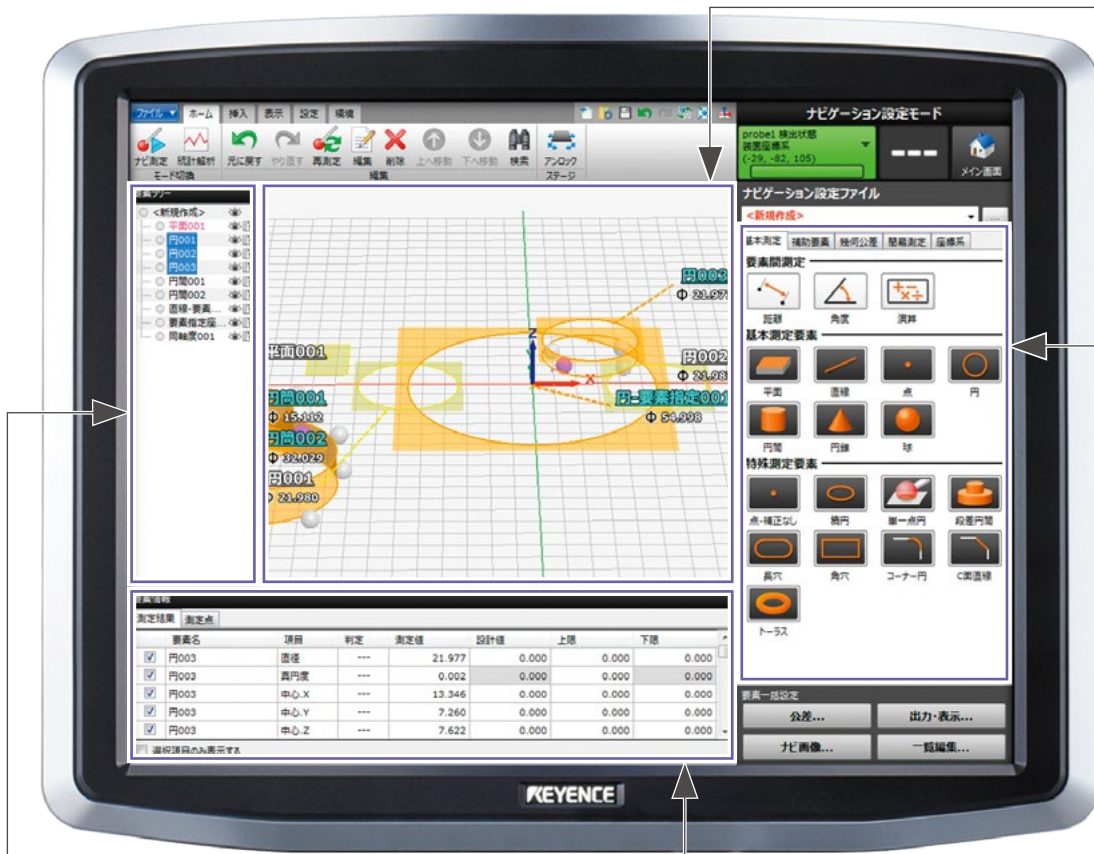 ファイル ホーム 挿入 表示 設定 環境
ナビ測定 統計解析 元に戻す やり直す 再測定 編集 削除 上へ移動 下へ移動 検索 アンロック
モード切換 編集 ステージ
ナビゲーション設定モード
probe1 検出状態
装置座標系
(-29, -82, 105)
---
メイン画面
ナビゲーション設定ファイル
<新規作成>
...
要素ツリー
<新規作成>
平面001
円001
円002
円003
円筒001
円筒002
直線-要素...
要素指定座...
同軸度001
円003
Φ 21.977
Z
平面001
円002
X
Φ 21.98
円筒001
円-要素指定001
Φ 15.112
Φ 54.998
円筒002
Φ 32.029
円001
21.980
基本測定 補助要素 幾何公差 簡易測定 座標系
要素間測定
距離 角度 演算
基本測定要素
平面 直線 点 円
円筒 円錐 球
特殊測定要素
点-補正なし 楕円 単一点円 段差円筒
長穴 角穴 コーナー円 C面直線
トーラス
要素情報
測定結果 測定点
要素名 項目 判定 測定値 設計値 上限 下限
円003 直径 --- 21.977 0.000 0.000 0.000
円003 真円度 --- 0.002 0.000 0.000 0.000
円003 中心.X --- 13.346 0.000 0.000 0.000
円003 中心.Y --- 7.260 0.000 0.000 0.000
円003 中心.Z --- 7.622 0.000 0.000 0.000
選択項目のみ表示する
要素一括設定
公差... 出力・表示...
ナビ画像... 一覧編集...
KEYENCE